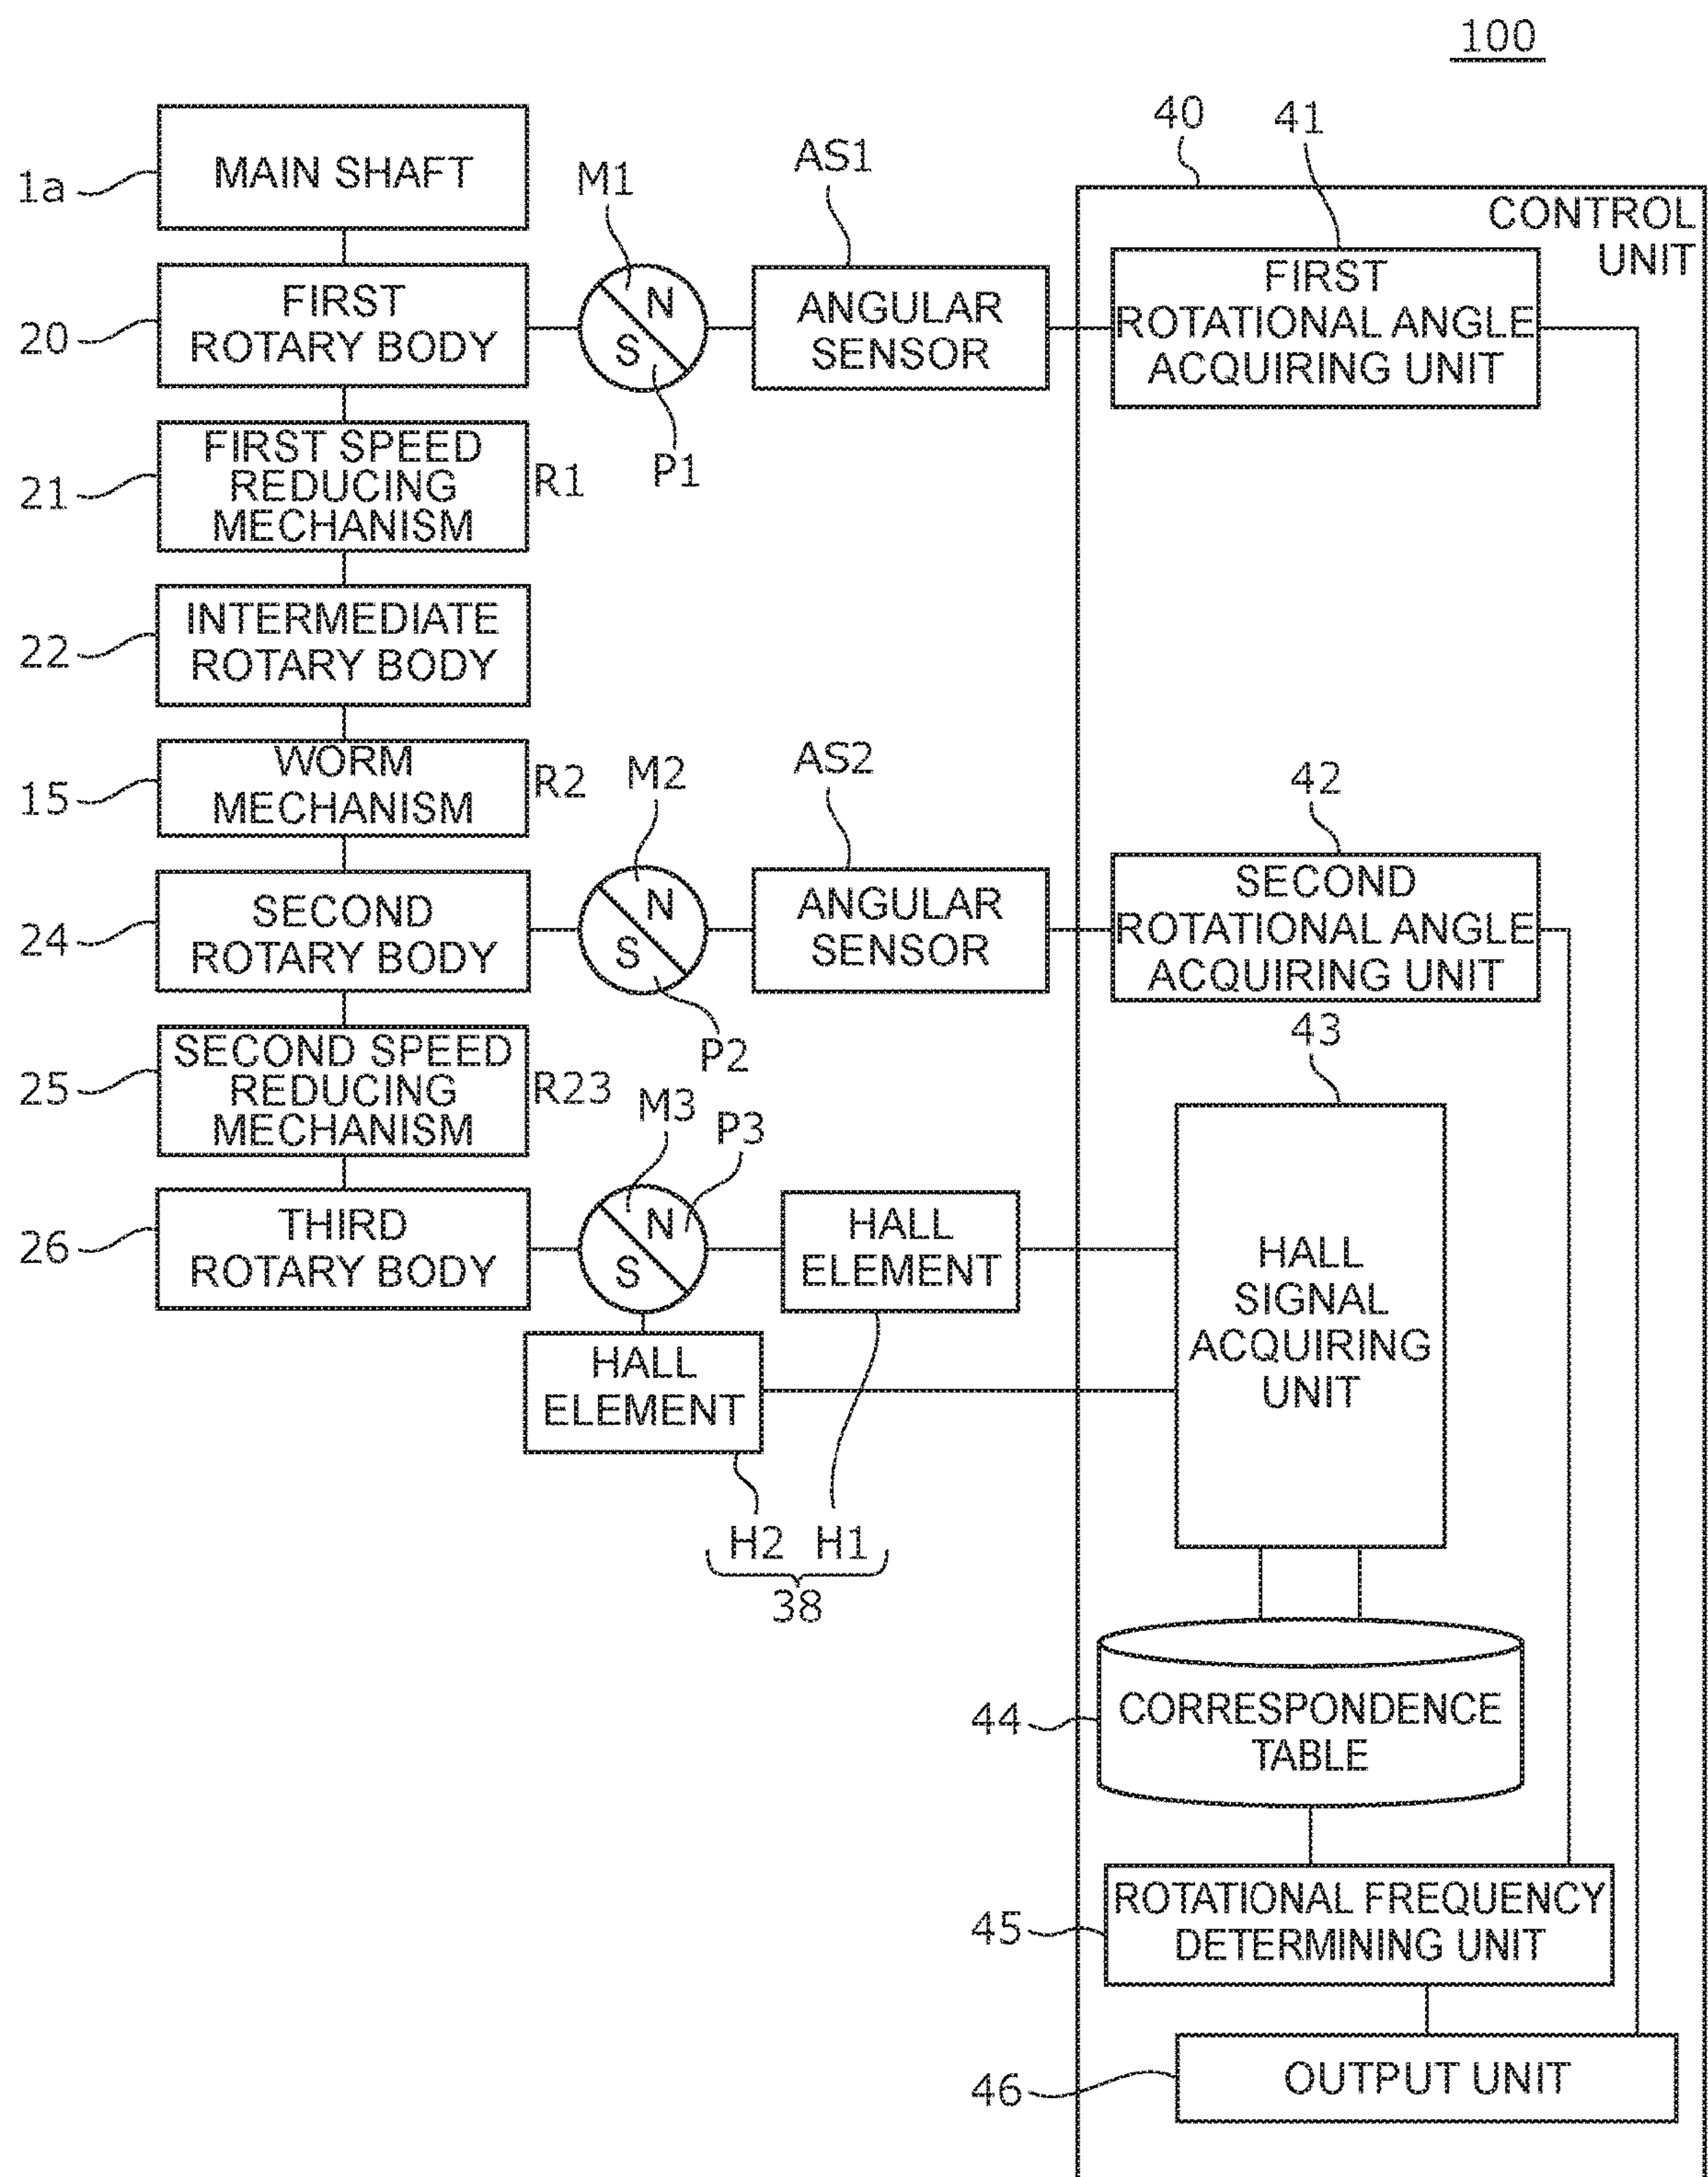 100
40
41
MAIN SHAFT
1a
M1
AS1
CONTROL
UNIT
FIRST
ROTARY BODY
20
N
S
P1
ANGULAR
SENSOR
FIRST
ROTATIONAL ANGLE
ACQUIRING UNIT
FIRST SPEED
REDUCING
MECHANISM
21
R1
INTERMEDIATE
ROTARY BODY
22
WORM
MECHANISM
15
R2
M2
AS2
42
SECOND
ROTARY BODY
24
N
S
P2
ANGULAR
SENSOR
SECOND
ROTATIONAL ANGLE
ACQUIRING UNIT
43
SECOND SPEED
REDUCING
MECHANISM
25
R23
M3
P3
THIRD
ROTARY BODY
26
N
S
HALL
ELEMENT
HALL
SIGNAL
ACQUIRING
UNIT
HALL
ELEMENT
H2
H1
38
CORRESPONDENCE
TABLE
44
ROTATIONAL FREQUENCY
DETERMINING UNIT
45
OUTPUT UNIT
46